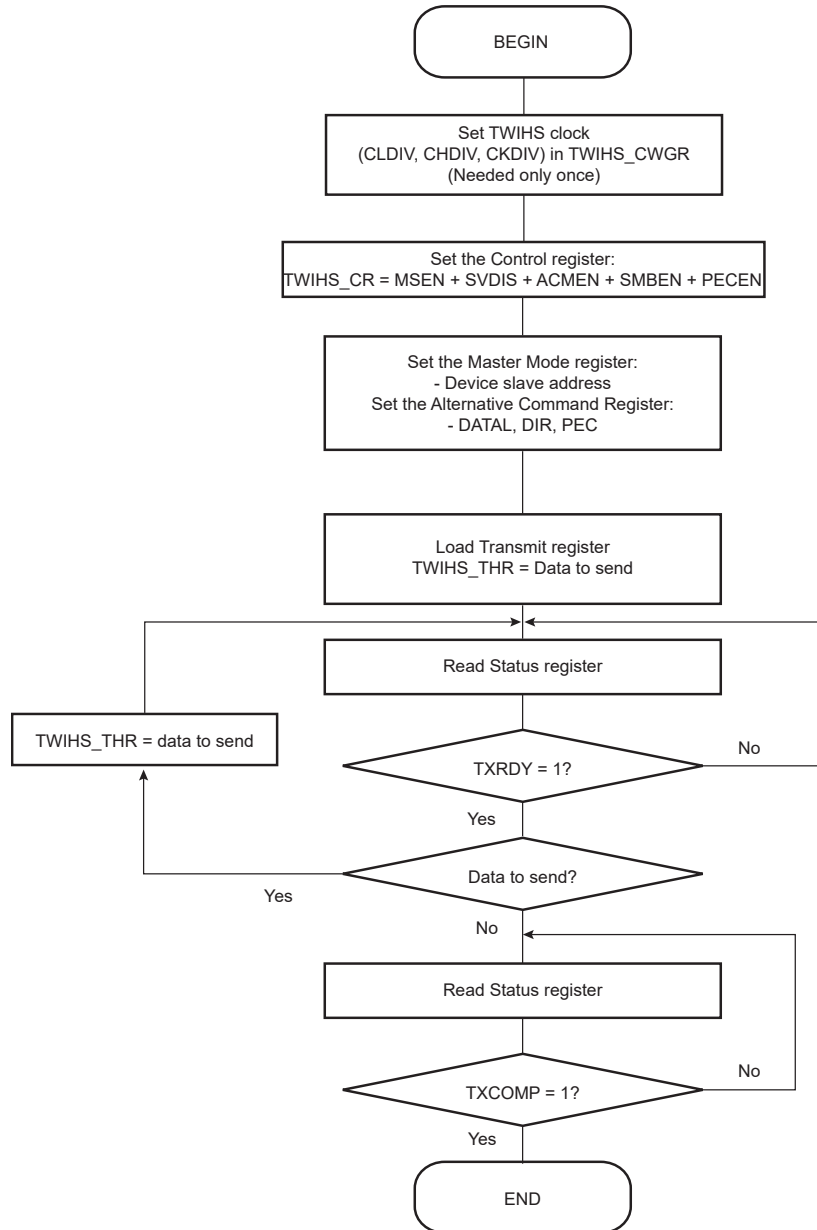 BEGIN
Set TWIHS clock
(CLDIV, CHDIV, CKDIV) in TWIHS_CWGR
(Needed only once)
Set the Control register:
TWIHS_CR = MSEN + SVDIS + ACMEN + SMBEN + PECEN
Set the Master Mode register:
- Device slave address
Set the Alternative Command Register:
- DATAL, DIR, PEC
Load Transmit register
TWIHS_THR = Data to send
Read Status register
TWIHS_THR = data to send
No
TXRDY = 1?
Yes
Data to send?
Yes
No
Read Status register
No
TXCOMP = 1?
Yes
END